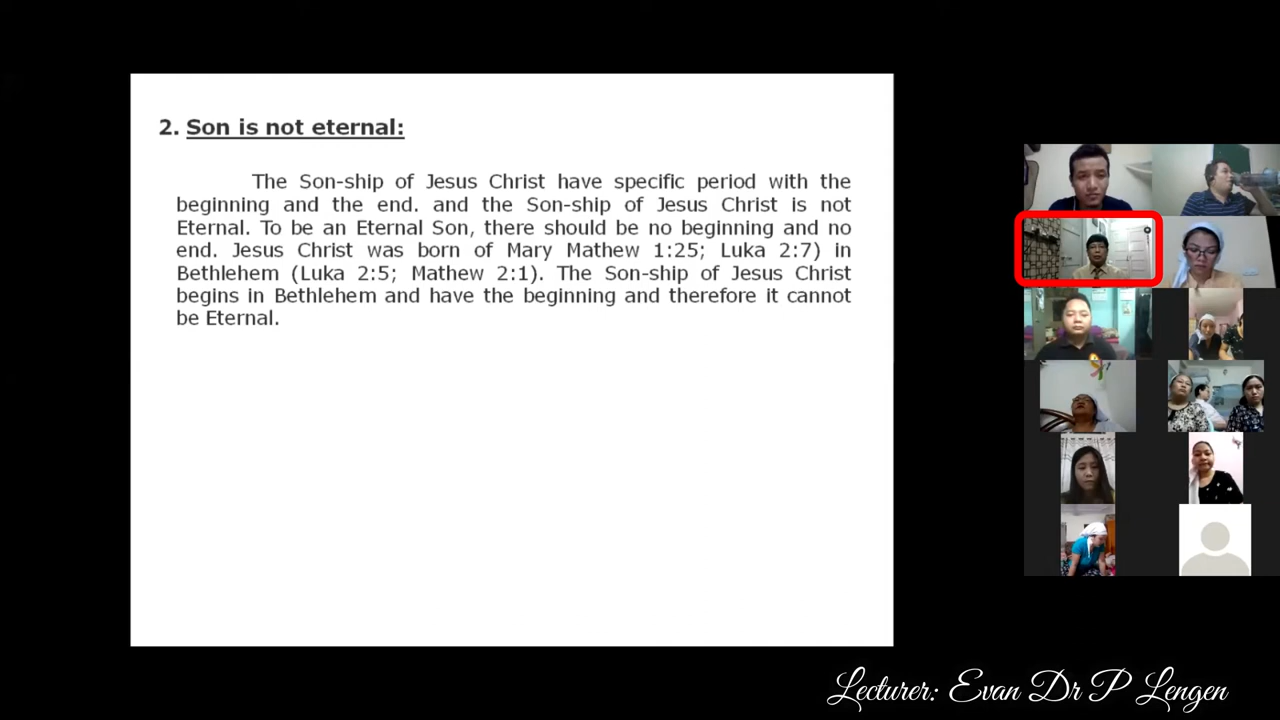 2. Son is not eternal:
The Son-ship of Jesus Christ have specific period with the
beginning and the end. and the Son-ship of Jesus Christ is not
Eternal. To be an Eternal Son, there should be no beginning and no
end. Jesus Christ was born of Mary Mathew 1:25; Luka 2:7) in
Bethlehem (Luka 2:5; Mathew 2:1). The Son-ship of Jesus Christ
begins in Bethlehem and have the beginning and therefore it cannot
be Eternal.
Lecturer: Evan Dr P Lengen